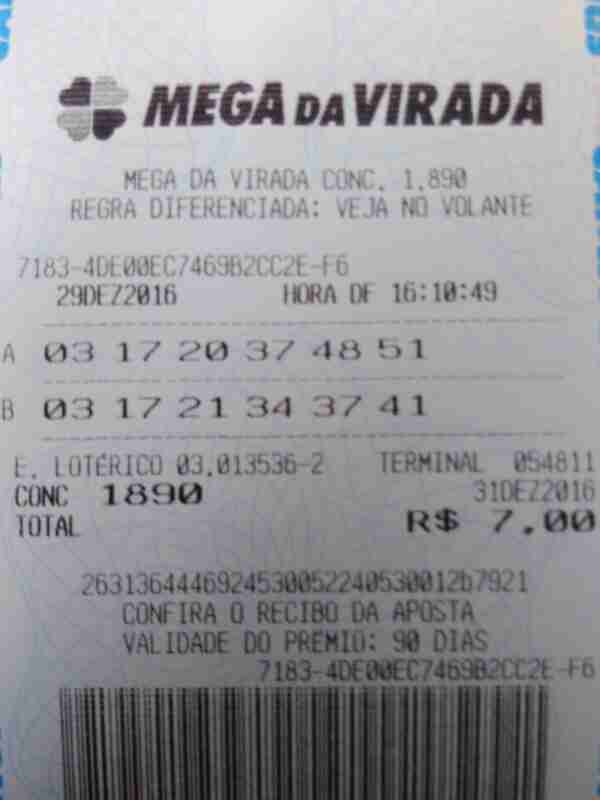 MEGA DA VIRADA
MEGA DA VIRADA CONC. 1.890
REGRA DIFERENCIADA: VEJA NO VOLANTE
7183-4DE00EC7469B2CC2E-F6
29DEZ2016 HORA DF 16:10:49
A 03 17 20 37 48 51
B 03 17 21 34 37 41
E. LOTÉRICO 03.013536-2 TERMINAL 054811
CONC 1890 31DEZ2016
TOTAL R$ 7,00
2631364446924530052240530012b7921
CONFIRA O RECIBO DA APOSTA
VALIDADE DO PRÊMIO: 90 DIAS
7183-4DE00EC7469B2CC2E-F6